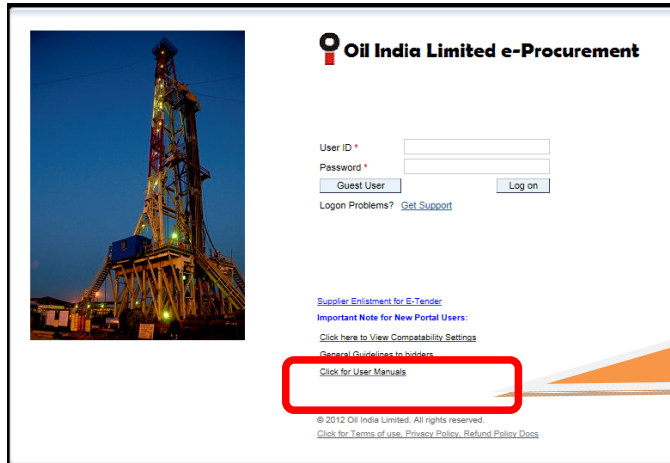 Oil India Limited e-Procurement
User ID *
Password *
Guest User Log on
Logon Problems? Get Support
Supplier Enlistment for E-Tender
Important Note for New Portal Users:
Click here to View Compatability Settings
General Guidelines to bidders
Click for User Manuals
© 2012 Oil India Limited. All rights reserved.
Click for Terms of use, Privacy Policy, Refund Policy Docs